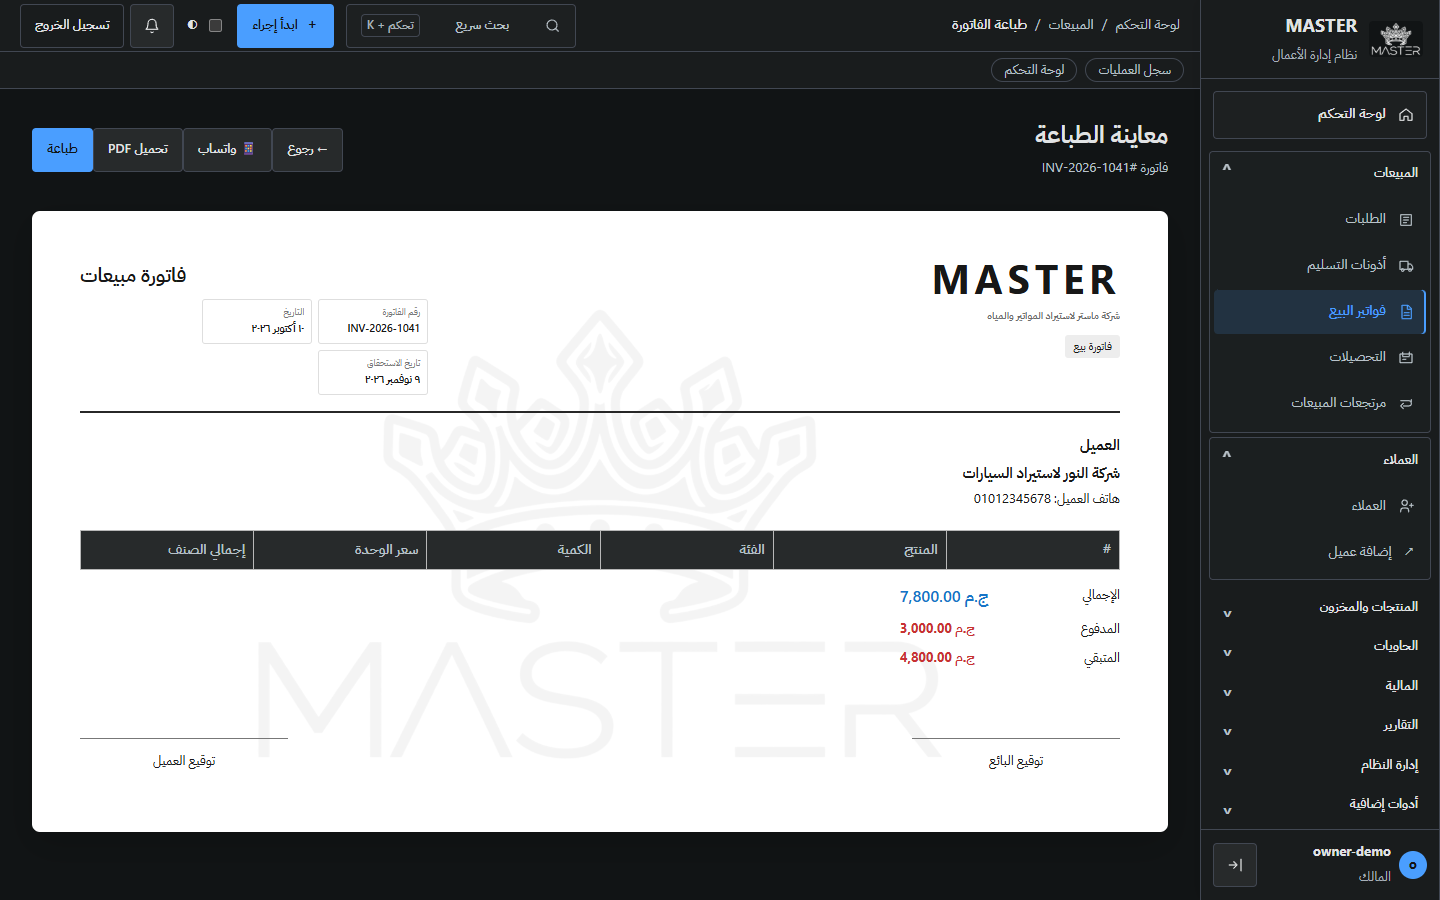 MASTER
نظام إدارة الأعمال
MASTER
لوحة التحكم
المبيعات
الطلبات
أذونات التسليم
فواتير البيع
التحصيلات
مرتجعات المبيعات
العملاء
العملاء
إضافة عميل
المنتجات والمخزون
الحاويات
المالية
التقارير
إدارة النظام
أدوات إضافية
owner-demo
المالك
o
لوحة التحكم / المبيعات / طباعة الفاتورة
بحث سريع تحكم + K
+ ابدأ إجراء
تسجيل الخروج
سجل العمليات
لوحة التحكم
معاينة الطباعة
فاتورة #INV-2026-1041
← رجوع
واتساب
تحميل PDF
طباعة
MASTER
شركة ماستر لاستيراد المواتير والمياه
فاتورة بيع
فاتورة مبيعات
رقم الفاتورة
INV-2026-1041
التاريخ
١٠ أكتوبر ٢٠٢٦
تاريخ الاستحقاق
٩ نوفمبر ٢٠٢٦
العميل
شركة النور لاستيراد السيارات
هاتف العميل: 01012345678
# المنتج الفئة الكمية سعر الوحدة إجمالي الصنف
الإجمالي ج.م 7,800.00
المدفوع ج.م 3,000.00
المتبقي ج.م 4,800.00
MASTER
توقيع البائع
توقيع العميل